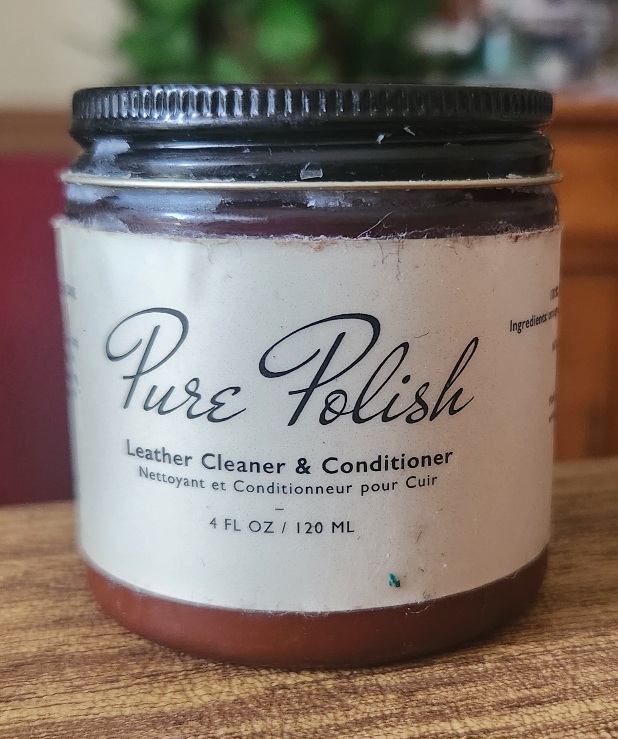 Pure Polish
Leather Cleaner & Conditioner
Nettoyant et Conditionneur pour Cuir
4 FL OZ / 120 ML
Ingredients: